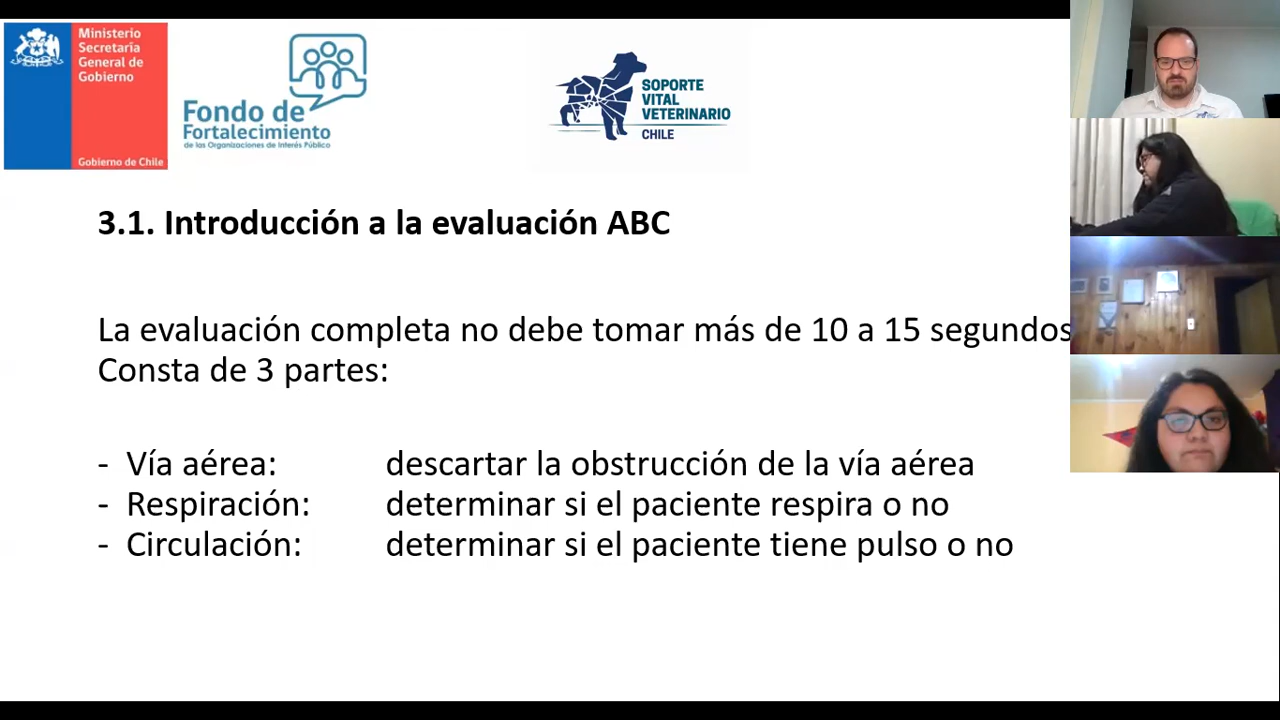 Ministerio
Secretaría
General de
Gobierno
Gobierno de Chile
Fondo de
Fortalecimiento
de las Organizaciones de Interés Público
SOPORTE
VITAL
VETERINARIO
CHILE
3.1. Introducción a la evaluación ABC
La evaluación completa no debe tomar más de 10 a 15 segundos
Consta de 3 partes:
- Vía aérea: descartar la obstrucción de la vía aérea
- Respiración: determinar si el paciente respira o no
- Circulación: determinar si el paciente tiene pulso o no